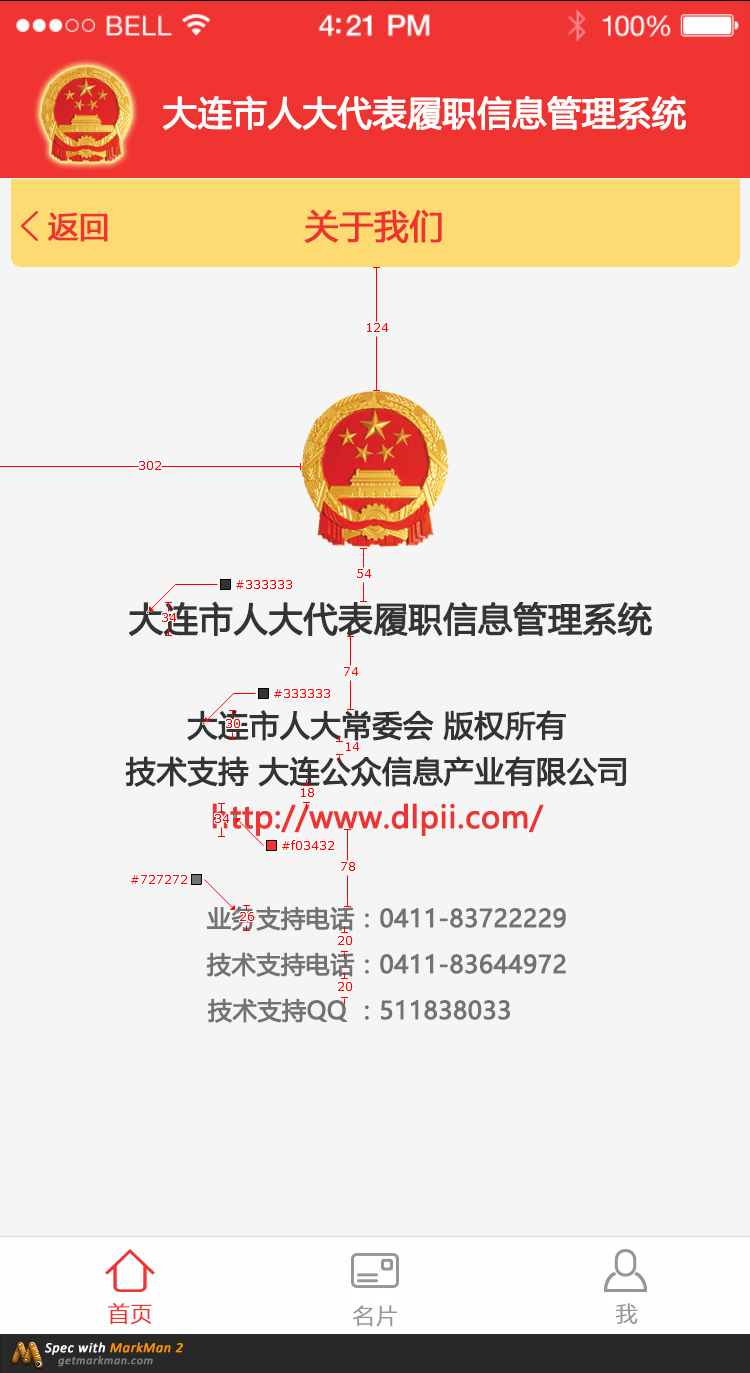 BELL 4:21 PM 100%
大连市人大代表履职信息管理系统
返回 关于我们
124
302
54
#333333
34
大连市人大代表履职信息管理系统
74
#333333
30
大连市人大常委会 版权所有
14
技术支持 大连公众信息产业有限公司
18
34
http://www.dlpii.com/
#f03432
78
#727272
26
业务支持电话：0411-83722229
20
技术支持电话：0411-83644972
20
技术支持QQ ：511838033
首页 名片 我
Spec with MarkMan 2
getmarkman.com